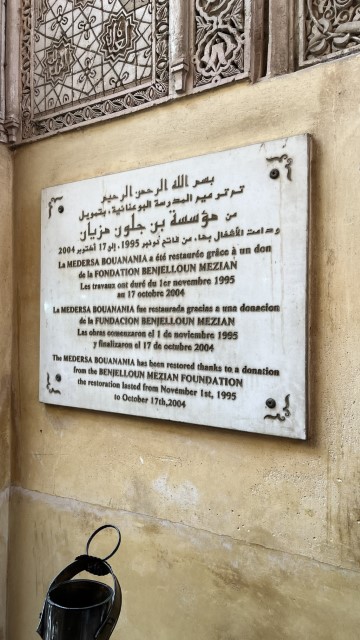 بسم الله الرحمن الرحيم
تم ترميم المدرسة البوعنانية، بتمويل
من مؤسسة بن جلون مزيان
ودامت الأشغال بها، من فاتح نونبر 1995، إلى 17 أكتوبر 2004
La MEDERSA BOUANANIA a été restaurée grâce à un don
de la FONDATION BENJELLOUN MEZIAN
Les travaux ont duré du 1er novembre 1995
au 17 octobre 2004
La MEDERSA BOUANANIA fue restaurada gracias a una donacion
de la FUNDACION BENJELLOUN MEZIAN
Las obras comenzaron el 1 de noviembre 1995
y finalizaron el 17 de octubre 2004
The MEDERSA BOUANANIA has been restored thanks to a donation
from the BENJELLOUN MEZIAN FOUNDATION
the restoration lasted from November 1st, 1995
to October 17th,2004